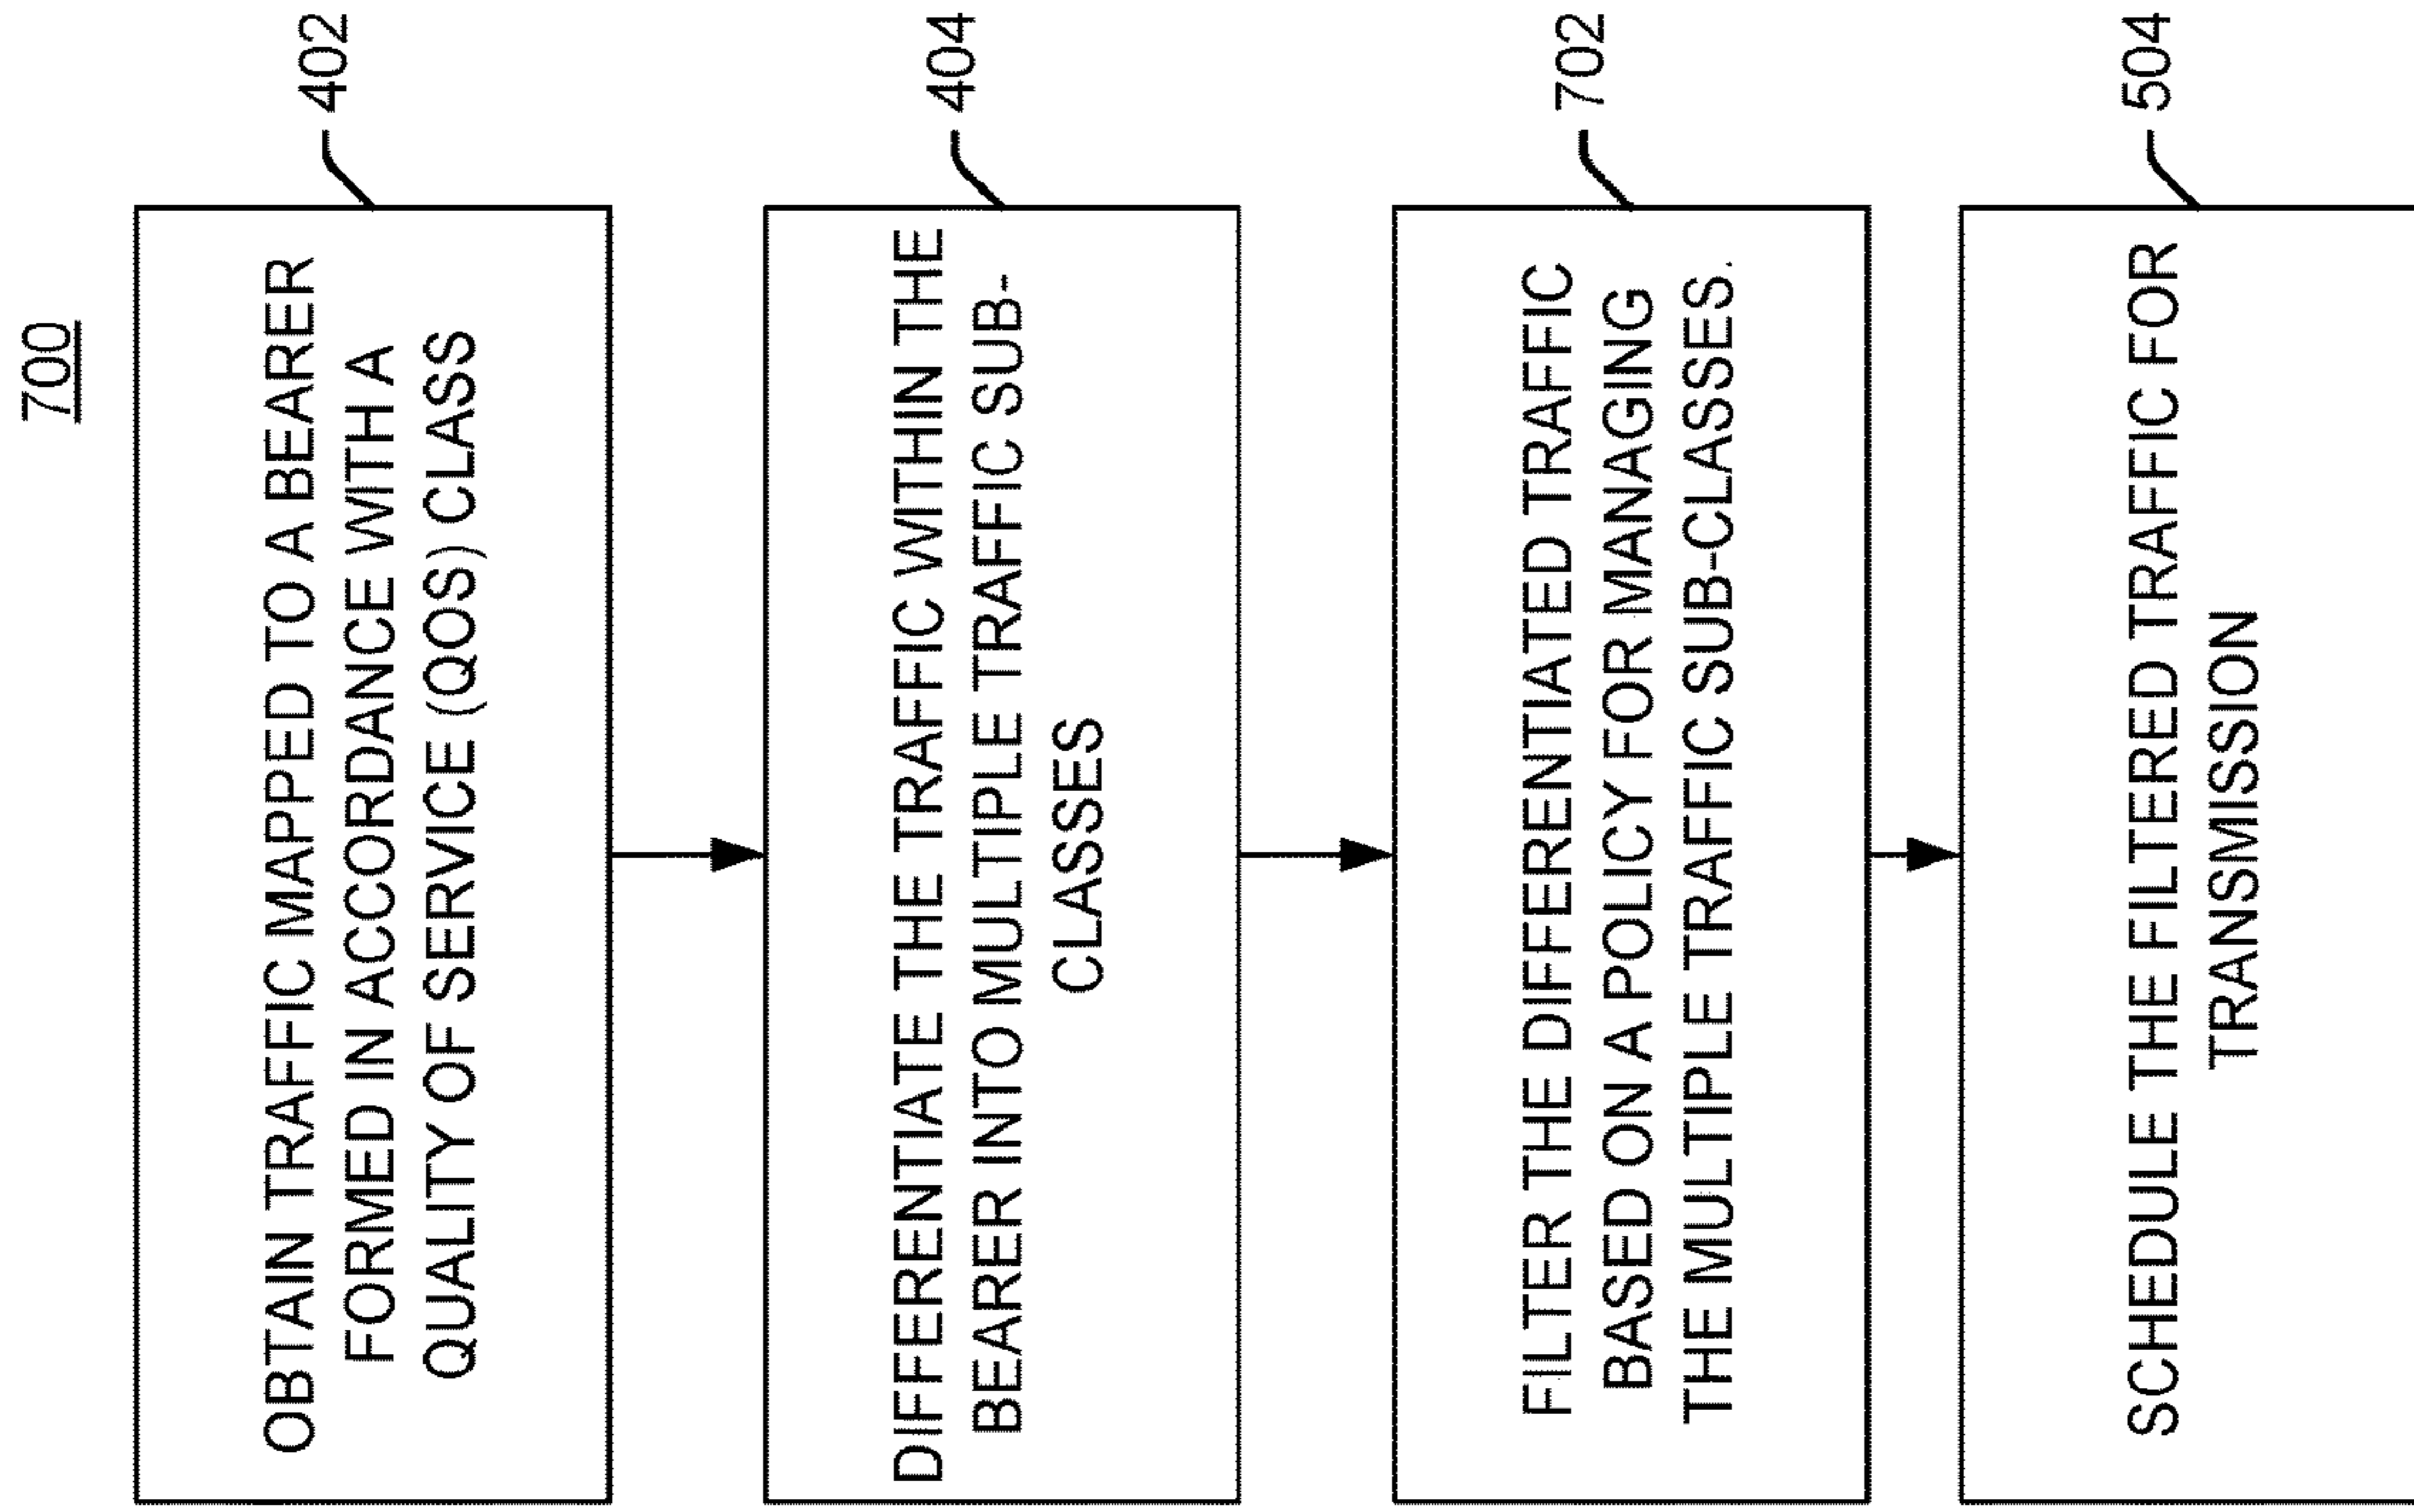 700
OBTAIN TRAFFIC MAPPED TO A BEARER
FORMED IN ACCORDANCE WITH A
QUALITY OF SERVICE (QOS) CLASS
402
DIFFERENTIATE THE TRAFFIC WITHIN THE
BEARER INTO MULTIPLE TRAFFIC SUB-
CLASSES
404
FILTER THE DIFFERENTIATED TRAFFIC
BASED ON A POLICY FOR MANAGING
THE MULTIPLE TRAFFIC SUB-CLASSES.
702
SCHEDULE THE FILTERED TRAFFIC FOR
TRANSMISSION
504